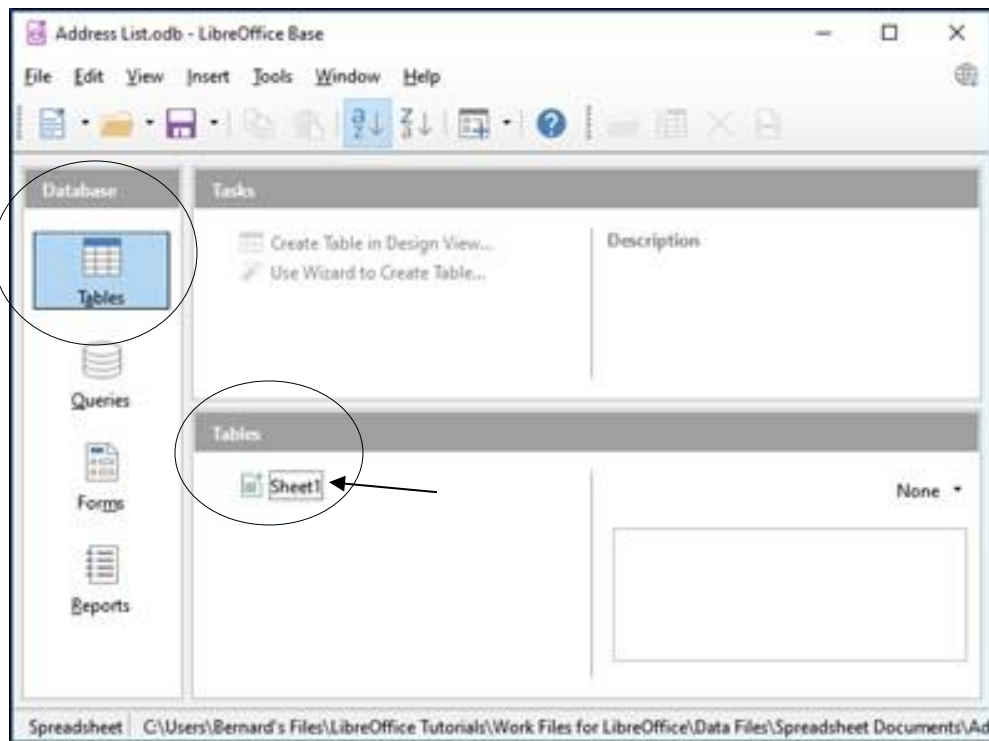 Address List.odb - LibreOffice Base
File Edit View Insert Tools Window Help
Database
Tables
Queries
Forms
Reports
Tasks
Create Table in Design View...
Use Wizard to Create Table...
Description
Tables
Sheet1
None
Spreadsheet C:\Users\Bernard's Files\LibreOffice Tutorials\Work Files for LibreOffice\Data Files\Spreadsheet Documents\Ad